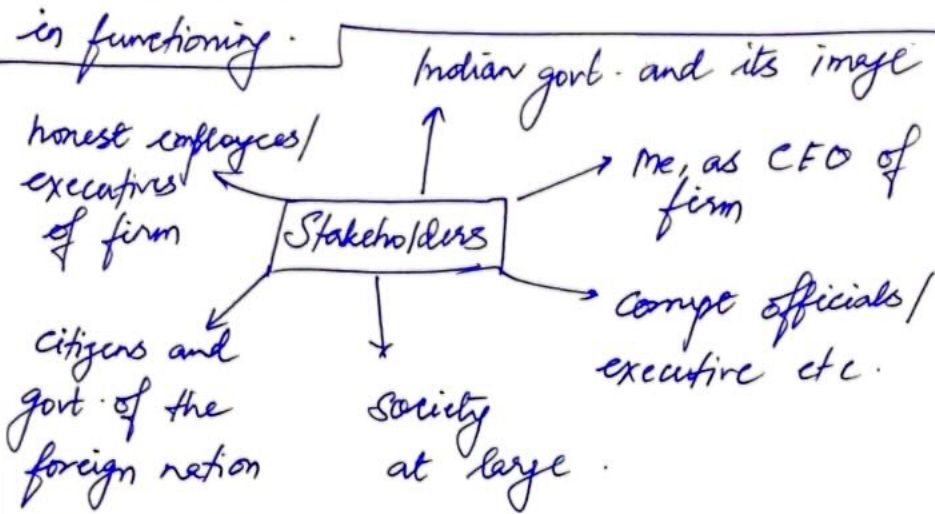 in functioning.
Indian govt. and its image
honest employees/
executives
of firm
Me, as CEO of
firm
Stakeholders
Corrupt officials/
executive etc.
Citizens and
govt. of the
foreign nation
Society
at large.